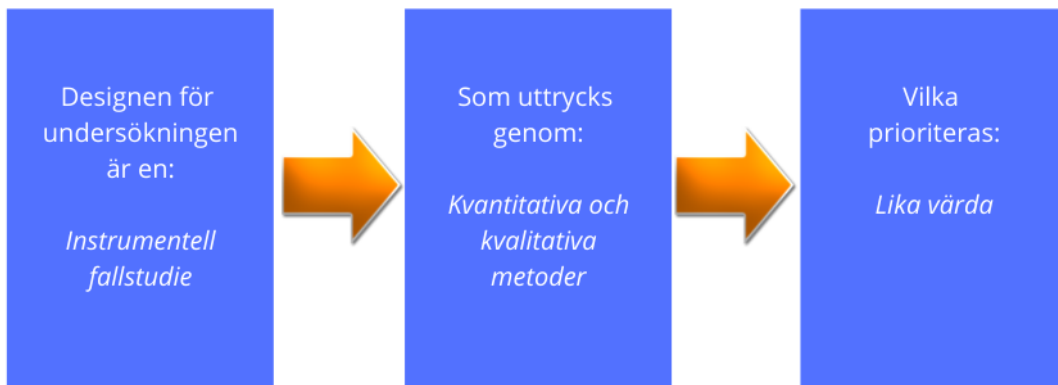 Designen för
undersökningen
är en:
Instrumentell
fallstudie
Som uttrycks
genom:
Kvantitativa och
kvalitativa
metoder
Vilka
prioriteras:
Lika värda